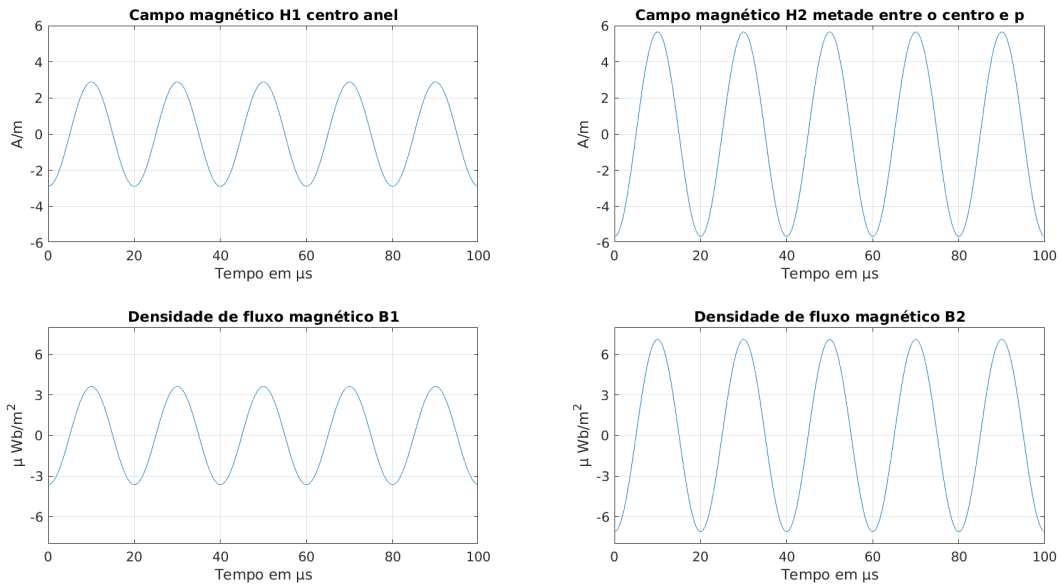 Campo magnético H1 centro anel
6
4
2
0
-2
-4
-6
A/m
0 20 40 60 80 100
Tempo em µs
Campo magnético H2 metade entre o centro e p
6
4
2
0
-2
-4
-6
A/m
0 20 40 60 80 100
Tempo em µs
Densidade de fluxo magnético B1
6
3
0
-3
-6
µ Wb/m²
0 20 40 60 80 100
Tempo em µs
Densidade de fluxo magnético B2
6
3
0
-3
-6
µ Wb/m²
0 20 40 60 80 100
Tempo em µs